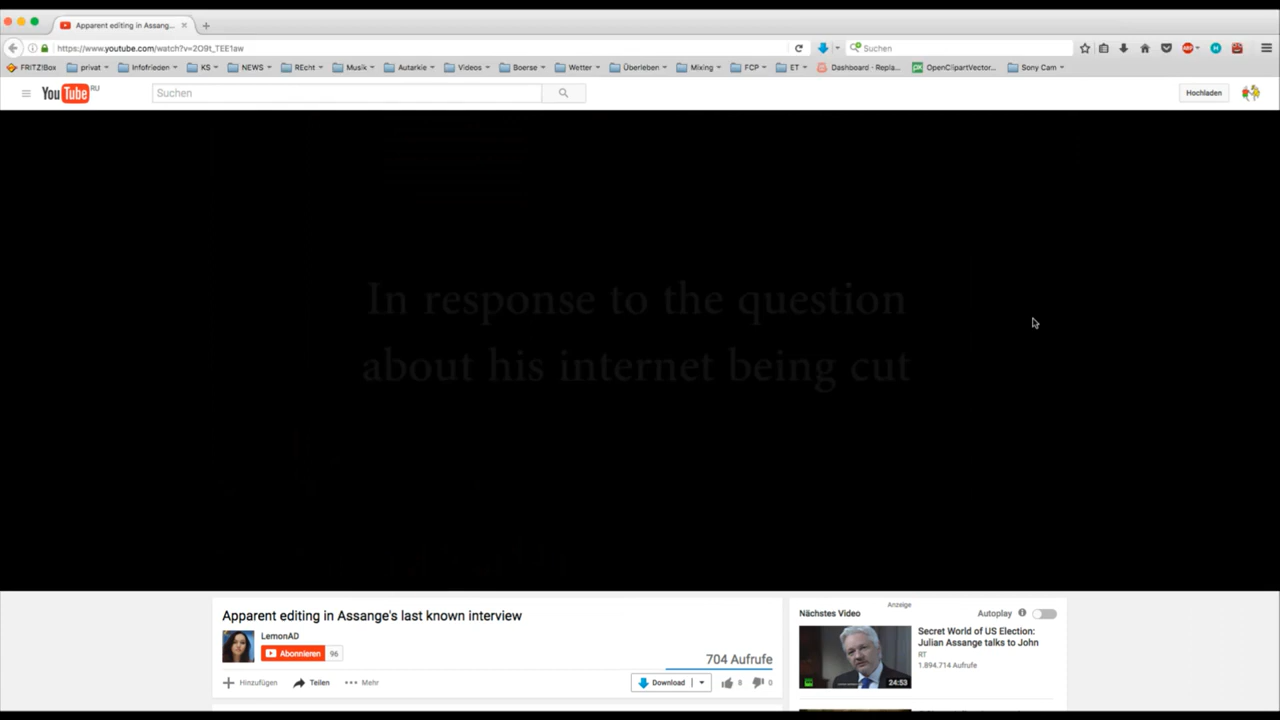 Apparent editing in Assang...
https://www.youtube.com/watch?v=2O9t_TEE1aw
Suchen
FRITZ!Box privat Infofrieden KS NEWS REcht Musik Autarkie Videos Boerse Wetter Überleben Mixing FCP ET Dashboard - Repla... OpenClipartVector... Sony Cam
YouTube RU
Suchen
Hochladen
In response to the question
about his internet being cut
Apparent editing in Assange's last known interview
LemonAD
Abonnieren 96
704 Aufrufe
Hinzufügen Teilen Mehr
Download 8 0
Anzeige
Nächstes Video Autoplay
Secret World of US Election:
Julian Assange talks to John
RT
1.894.714 Aufrufe
24:53